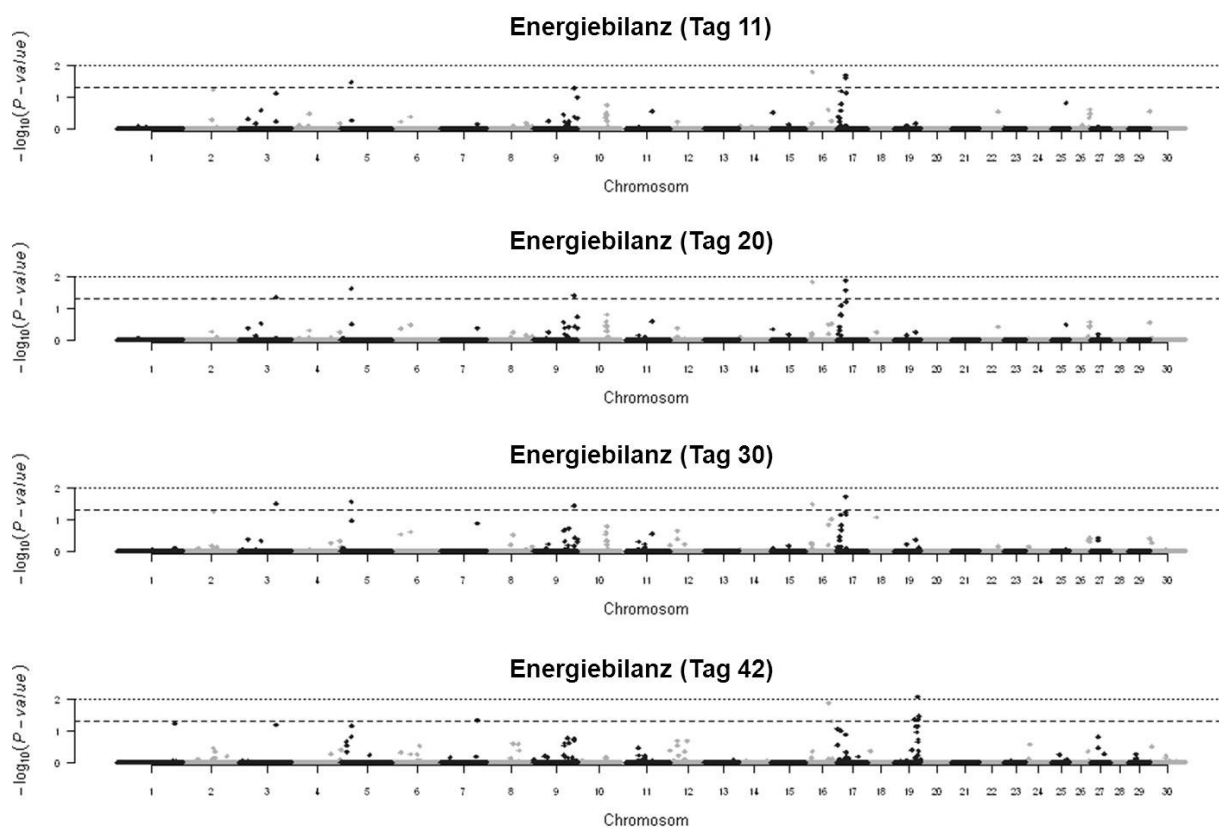 Energiebilanz (Tag 11)
−log10(P−value)
2
1
0
1 2 3 4 5 6 7 8 9 10 11 12 13 14 15 16 17 18 19 20 21 22 23 24 25 26 27 28 29 30
Chromosom
Energiebilanz (Tag 20)
−log10(P−value)
2
1
0
1 2 3 4 5 6 7 8 9 10 11 12 13 14 15 16 17 18 19 20 21 22 23 24 25 26 27 28 29 30
Chromosom
Energiebilanz (Tag 30)
−log10(P−value)
2
1
0
1 2 3 4 5 6 7 8 9 10 11 12 13 14 15 16 17 18 19 20 21 22 23 24 25 26 27 28 29 30
Chromosom
Energiebilanz (Tag 42)
−log10(P−value)
2
1
0
1 2 3 4 5 6 7 8 9 10 11 12 13 14 15 16 17 18 19 20 21 22 23 24 25 26 27 28 29 30
Chromosom